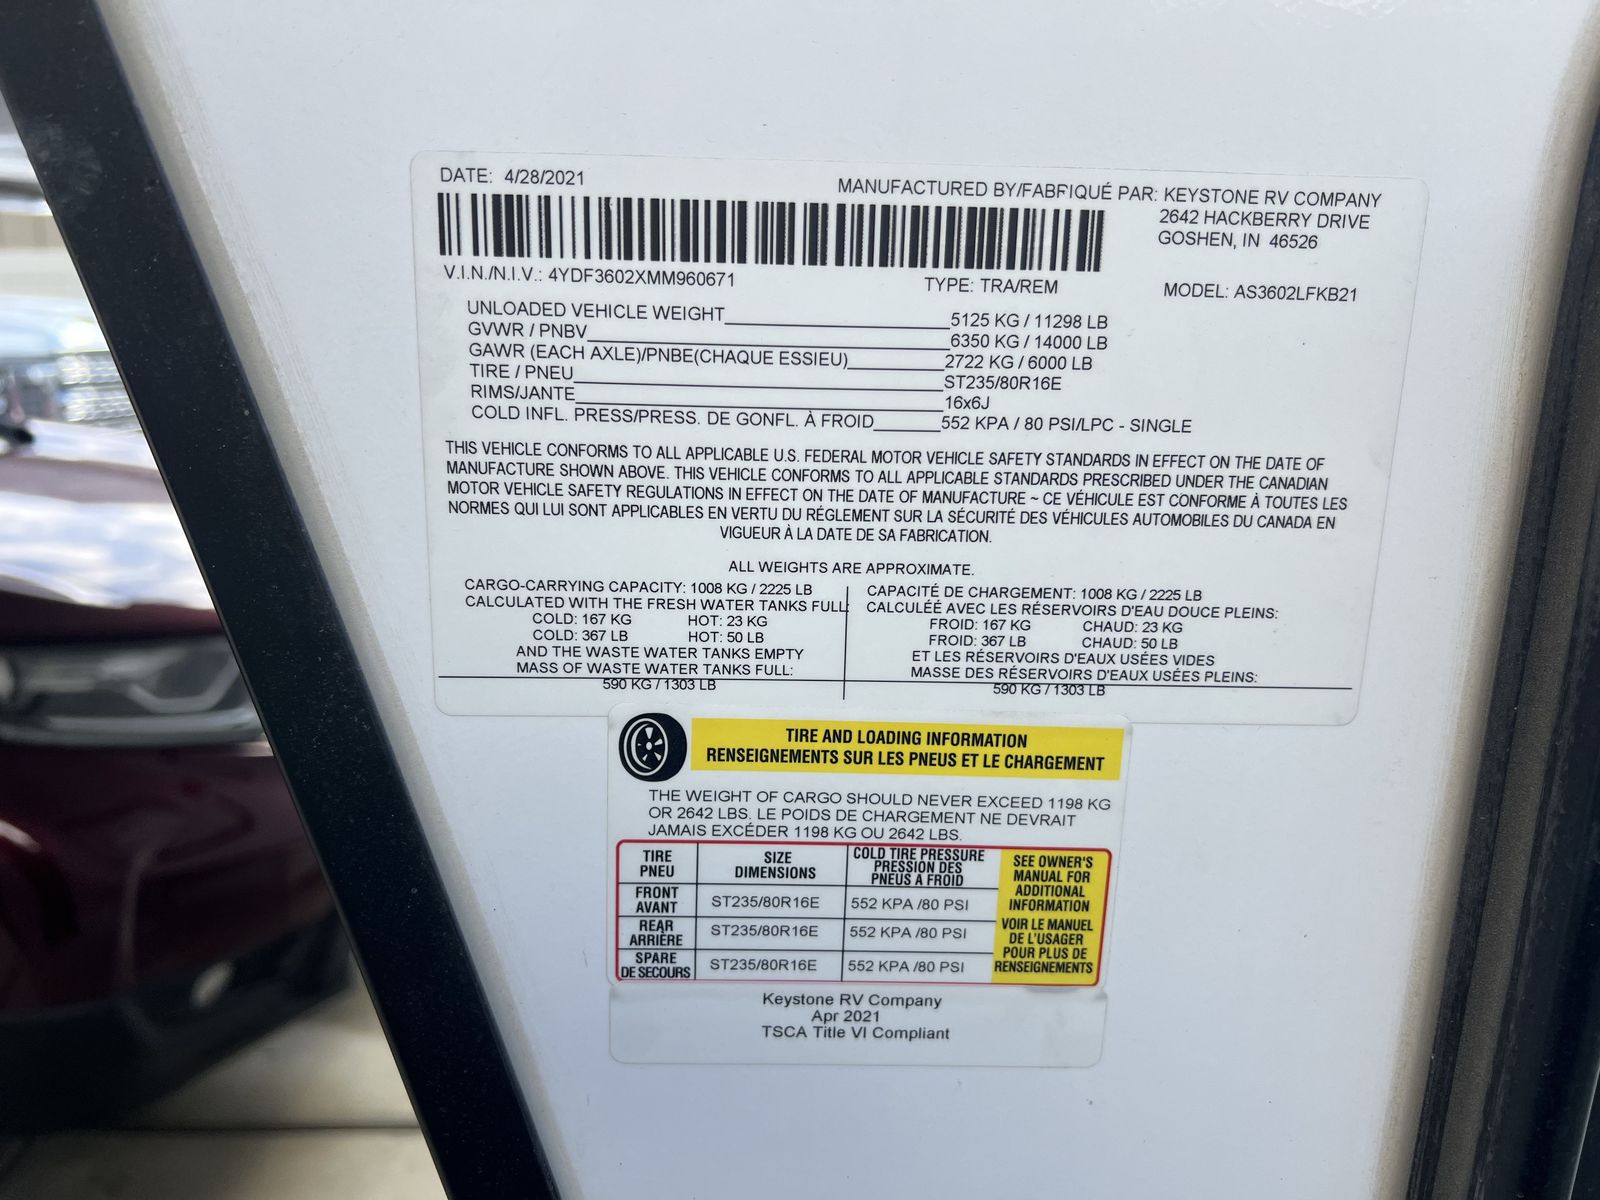 DATE: 4/28/2021
MANUFACTURED BY/FABRIQUÉ PAR: KEYSTONE RV COMPANY
2642 HACKBERRY DRIVE
GOSHEN, IN 46526
V.I.N./N.I.V.: 4YDF3602XMM960671
TYPE: TRA/REM
MODEL: AS3602LFKB21
UNLOADED VEHICLE WEIGHT 5125 KG / 11298 LB
GVWR / PNBV 6350 KG / 14000 LB
GAWR (EACH AXLE)/PNBE(CHAQUE ESSIEU) 2722 KG / 6000 LB
TIRE / PNEU ST235/80R16E
RIMS/JANTE 16x6J
COLD INFL. PRESS/PRESS. DE GONFL. À FROID 552 KPA / 80 PSI/LPC - SINGLE
THIS VEHICLE CONFORMS TO ALL APPLICABLE U.S. FEDERAL MOTOR VEHICLE SAFETY STANDARDS IN EFFECT ON THE DATE OF
MANUFACTURE SHOWN ABOVE. THIS VEHICLE CONFORMS TO ALL APPLICABLE STANDARDS PRESCRIBED UNDER THE CANADIAN
MOTOR VEHICLE SAFETY REGULATIONS IN EFFECT ON THE DATE OF MANUFACTURE ~ CE VÉHICULE EST CONFORME À TOUTES LES
NORMES QUI LUI SONT APPLICABLES EN VERTU DU RÉGLEMENT SUR LA SÉCURITÉ DES VÉHICULES AUTOMOBILES DU CANADA EN
VIGUEUR À LA DATE DE SA FABRICATION.
ALL WEIGHTS ARE APPROXIMATE.
CARGO-CARRYING CAPACITY: 1008 KG / 2225 LB
CALCULATED WITH THE FRESH WATER TANKS FULL:
COLD: 167 KG HOT: 23 KG
COLD: 367 LB HOT: 50 LB
AND THE WASTE WATER TANKS EMPTY
MASS OF WASTE WATER TANKS FULL:
590 KG / 1303 LB
CAPACITÉ DE CHARGEMENT: 1008 KG / 2225 LB
CALCULÉE AVEC LES RÉSERVOIRS D'EAU DOUCE PLEINS:
FROID: 167 KG CHAUD: 23 KG
FROID: 367 LB CHAUD: 50 LB
ET LES RÉSERVOIRS D'EAUX USÉES VIDES
MASSE DES RÉSERVOIRS D'EAUX USÉES PLEINS:
590 KG / 1303 LB
TIRE AND LOADING INFORMATION
RENSEIGNEMENTS SUR LES PNEUS ET LE CHARGEMENT
THE WEIGHT OF CARGO SHOULD NEVER EXCEED 1198 KG
OR 2642 LBS. LE POIDS DE CHARGEMENT NE DEVRAIT
JAMAIS EXCÉDER 1198 KG OU 2642 LBS.
TIRE
PNEU
SIZE
DIMENSIONS
COLD TIRE PRESSURE
PRESSION DES
PNEUS A FROID
FRONT
AVANT
ST235/80R16E
552 KPA /80 PSI
REAR
ARRIÈRE
ST235/80R16E
552 KPA /80 PSI
SPARE
DE SECOURS
ST235/80R16E
552 KPA /80 PSI
SEE OWNER'S
MANUAL FOR
ADDITIONAL
INFORMATION
VOIR LE MANUEL
DE L'USAGER
POUR PLUS DE
RENSEIGNEMENTS
Keystone RV Company
Apr 2021
TSCA Title VI Compliant